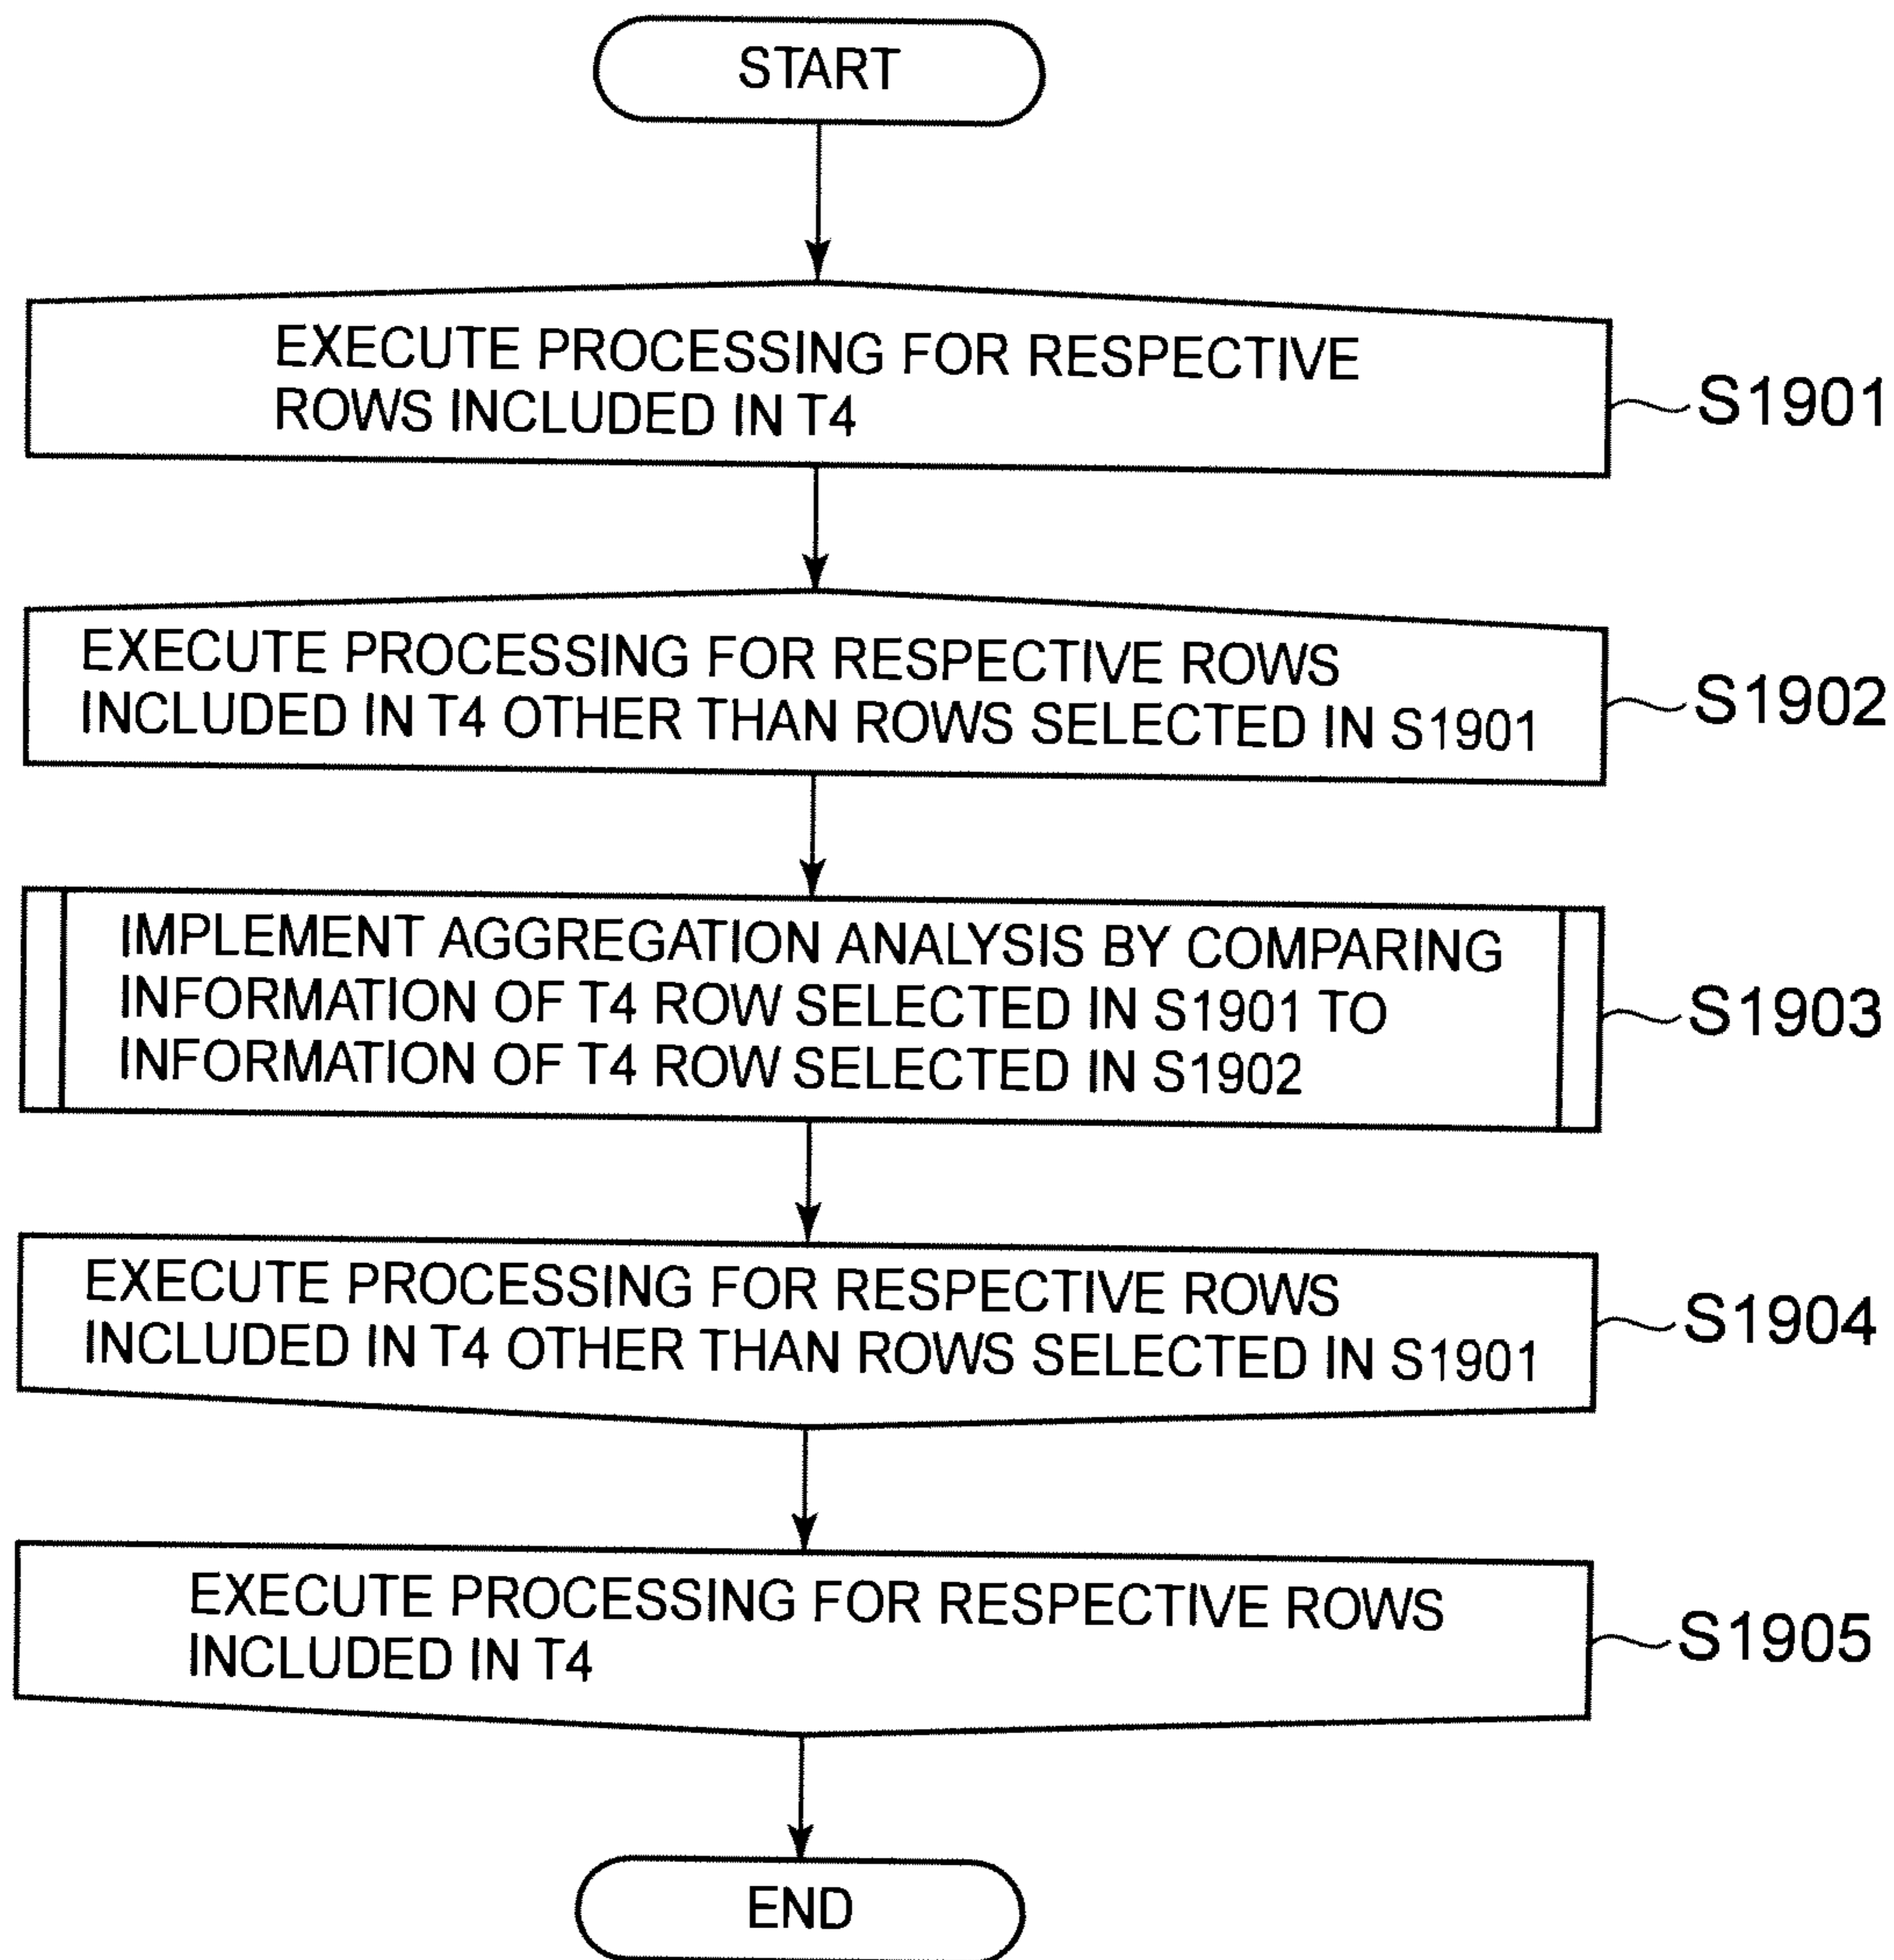 START
EXECUTE PROCESSING FOR RESPECTIVE
ROWS INCLUDED IN T4
S1901
EXECUTE PROCESSING FOR RESPECTIVE ROWS
INCLUDED IN T4 OTHER THAN ROWS SELECTED IN S1901
S1902
IMPLEMENT AGGREGATION ANALYSIS BY COMPARING
INFORMATION OF T4 ROW SELECTED IN S1901 TO
INFORMATION OF T4 ROW SELECTED IN S1902
S1903
EXECUTE PROCESSING FOR RESPECTIVE ROWS
INCLUDED IN T4 OTHER THAN ROWS SELECTED IN S1901
S1904
EXECUTE PROCESSING FOR RESPECTIVE ROWS
INCLUDED IN T4
S1905
END